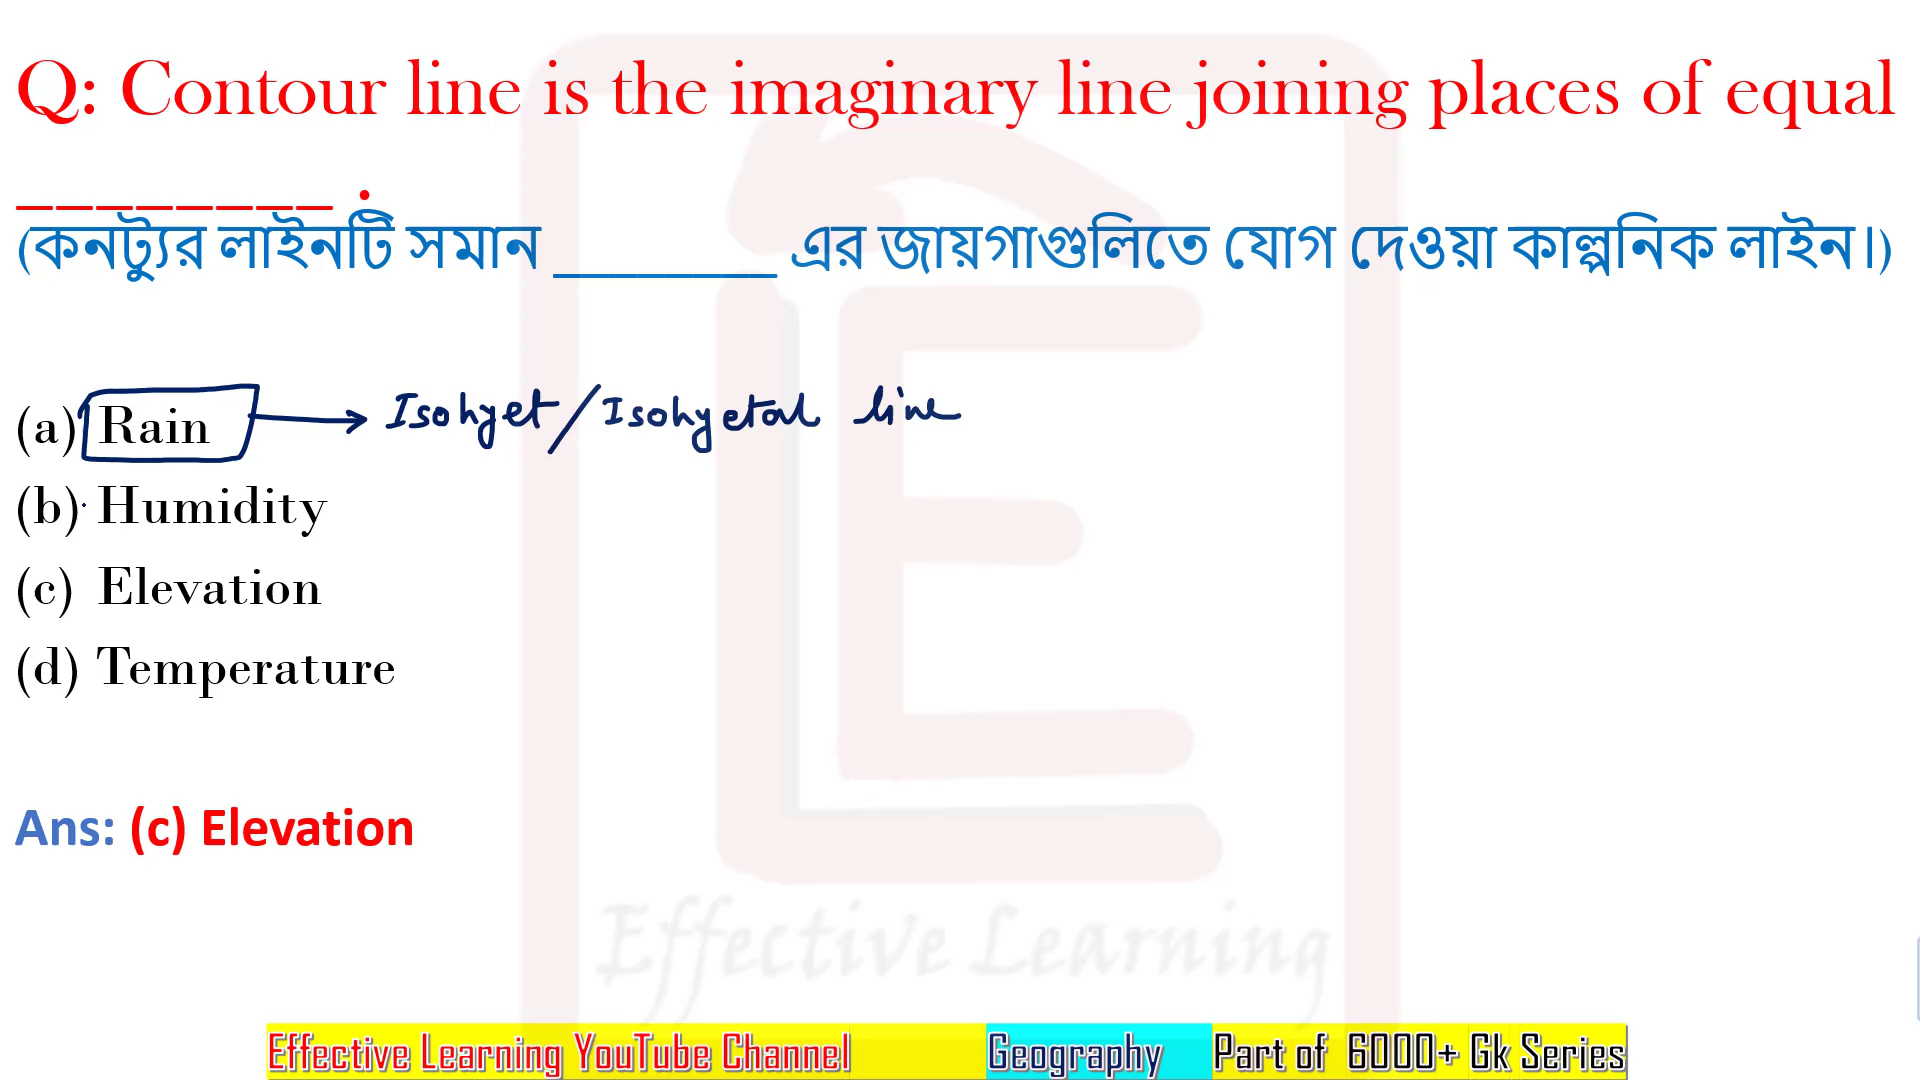 Q: Contour line is the imaginary line joining places of equal
________ .
(কনট্যুর লাইনটি সমান ________ এর জায়গাগুলিতে যোগ দেওয়া কাল্পনিক লাইন।)
(a) Rain → Isohyet/Isohyetal line
(b) Humidity
(c) Elevation
(d) Temperature
Ans: (c) Elevation
Effective Learning
Effective Learning YouTube Channel Geography Part of 6000+ Gk Series